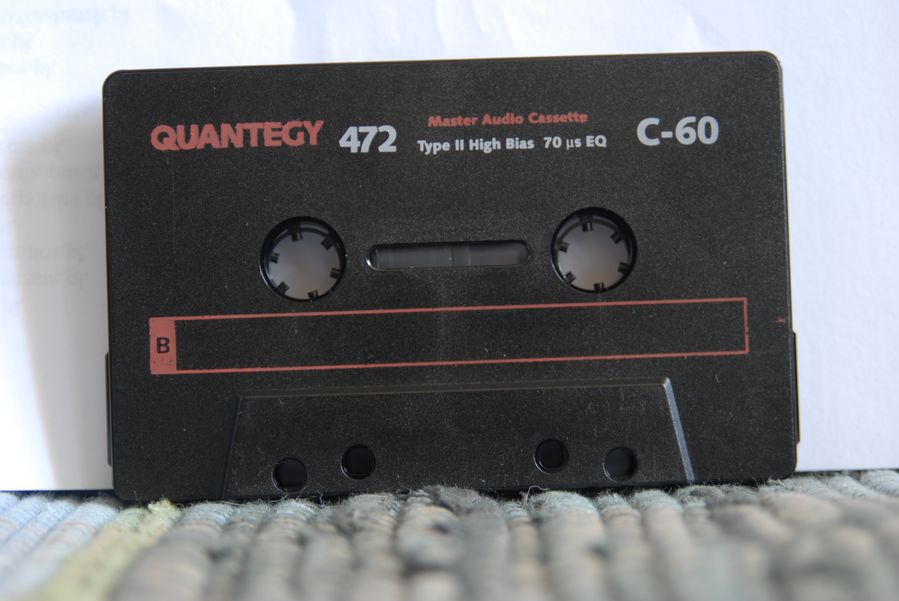 QUANTEGY 472 Master Audio Cassette C-60
Type II High Bias 70 µs EQ
B